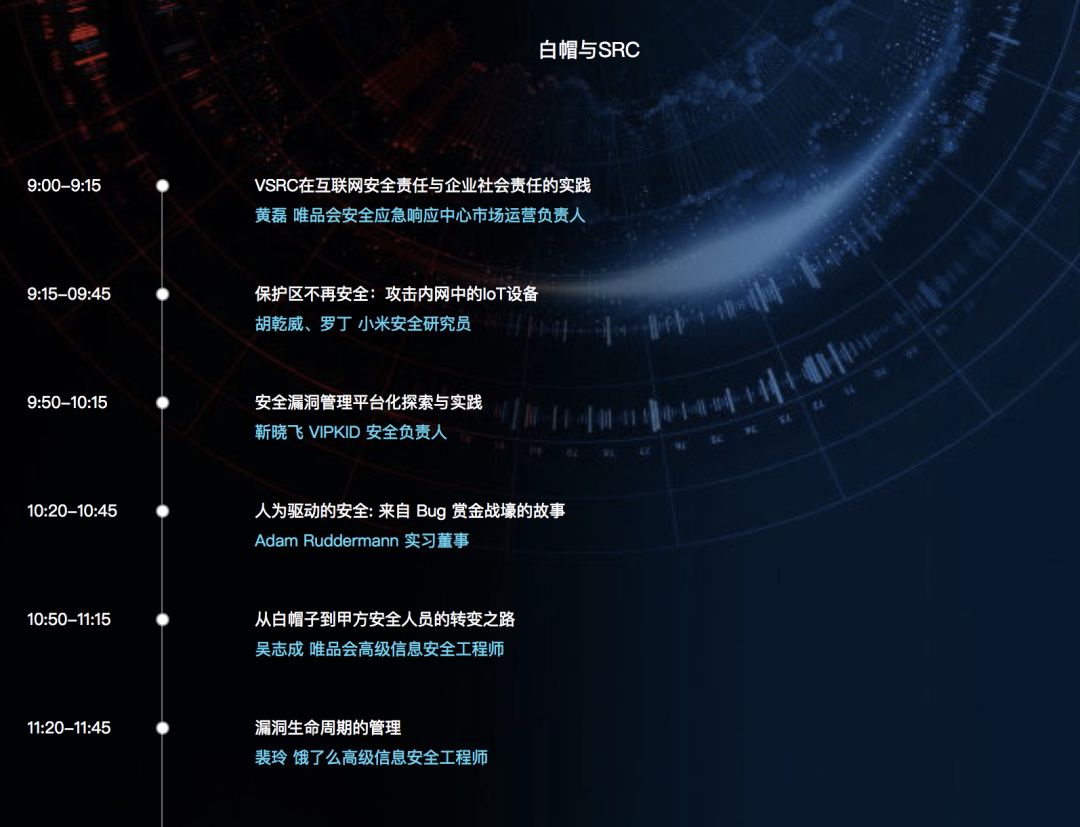 白帽与SRC
9:00-9:15
VSRC在互联网安全责任与企业社会责任的实践
黄磊 唯品会安全应急响应中心市场运营负责人
9:15-09:45
保护区不再安全：攻击内网中的IoT设备
胡乾威、罗丁 小米安全研究员
9:50-10:15
安全漏洞管理平台化探索与实践
靳晓飞 VIPKID 安全负责人
10:20-10:45
人为驱动的安全: 来自 Bug 赏金战壕的故事
Adam Ruddermann 实习董事
10:50-11:15
从白帽子到甲方安全人员的转变之路
吴志成 唯品会高级信息安全工程师
11:20-11:45
漏洞生命周期的管理
裴玲 饿了么高级信息安全工程师